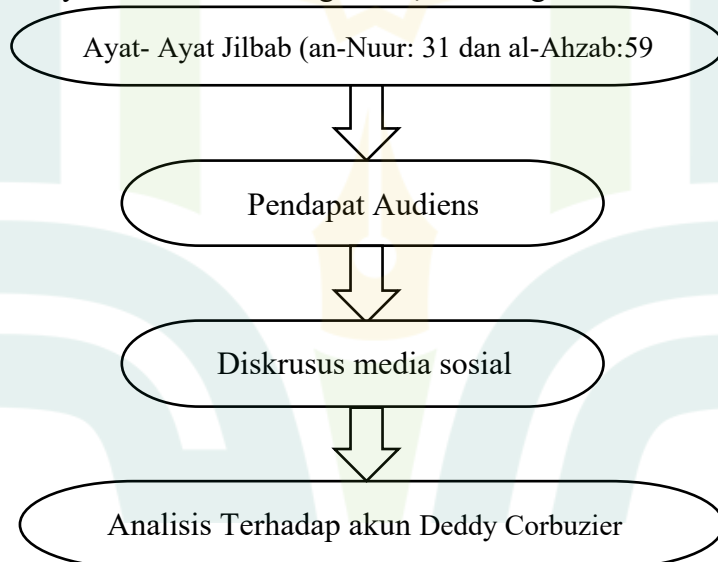 Ayat- Ayat Jilbab (an-Nuur: 31 dan al-Ahzab:59
Pendapat Audiens
Diskrusus media sosial
Analisis Terhadap akun Deddy Corbuzier